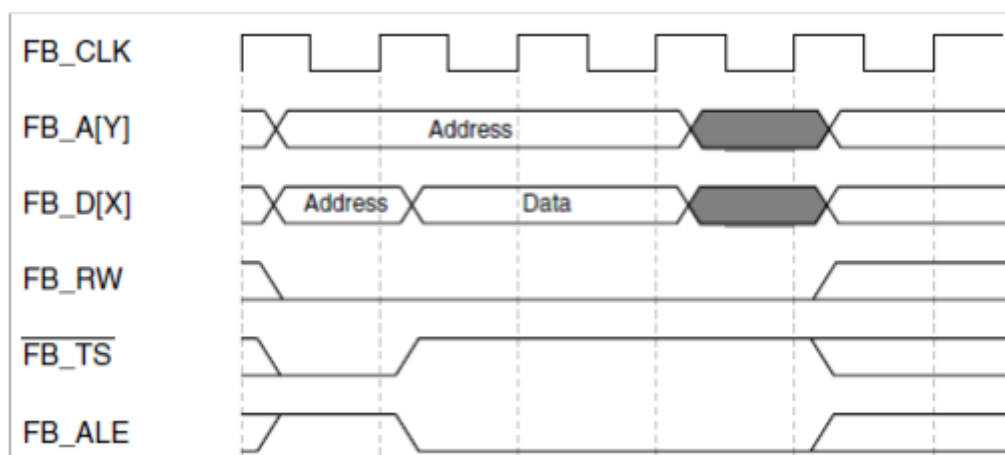 FB_CLK
FB_A[Y] Address
FB_D[X] Address Data
FB_RW
FB_TS
FB_ALE